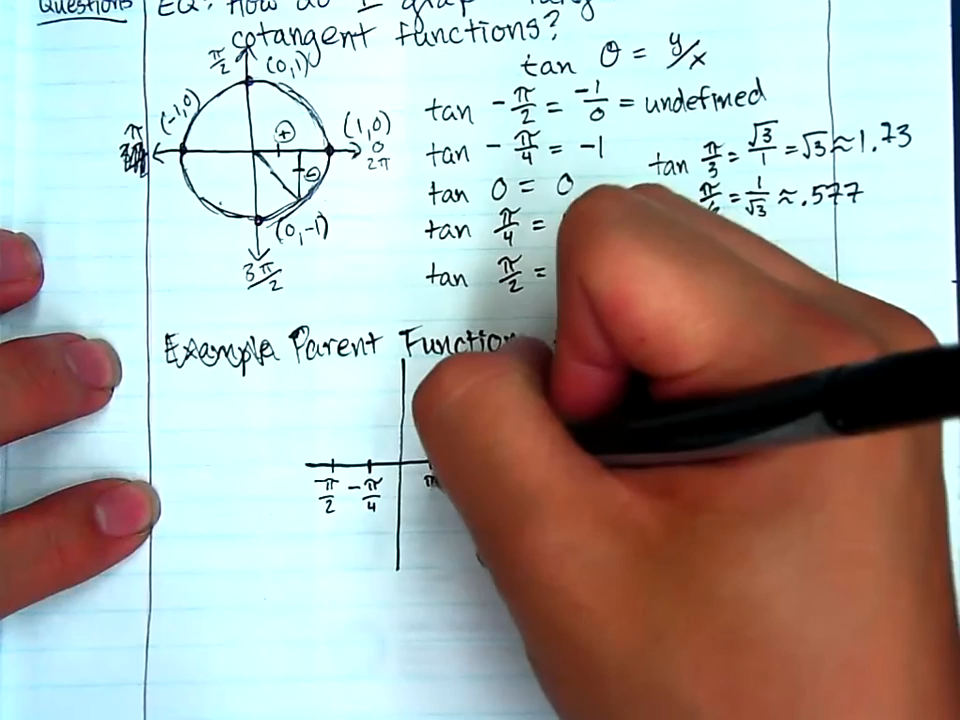 Questions EQ: How do I graph
cotangent functions?
π/2 (0,1)
tan θ = y/x
(-1,0)
tan -π/2 = -1/0 = undefined
π
(1,0)
0
2π
+
tan -π/4 = -1
tan π/3 = √3/1 = √3 ≈ 1.73
tan 0 = 0
1/√3 ≈ .577
(0,-1)
tan π/4 =
3π/2
tan π/2 =
Example Parent Function
-π/2 -π/4